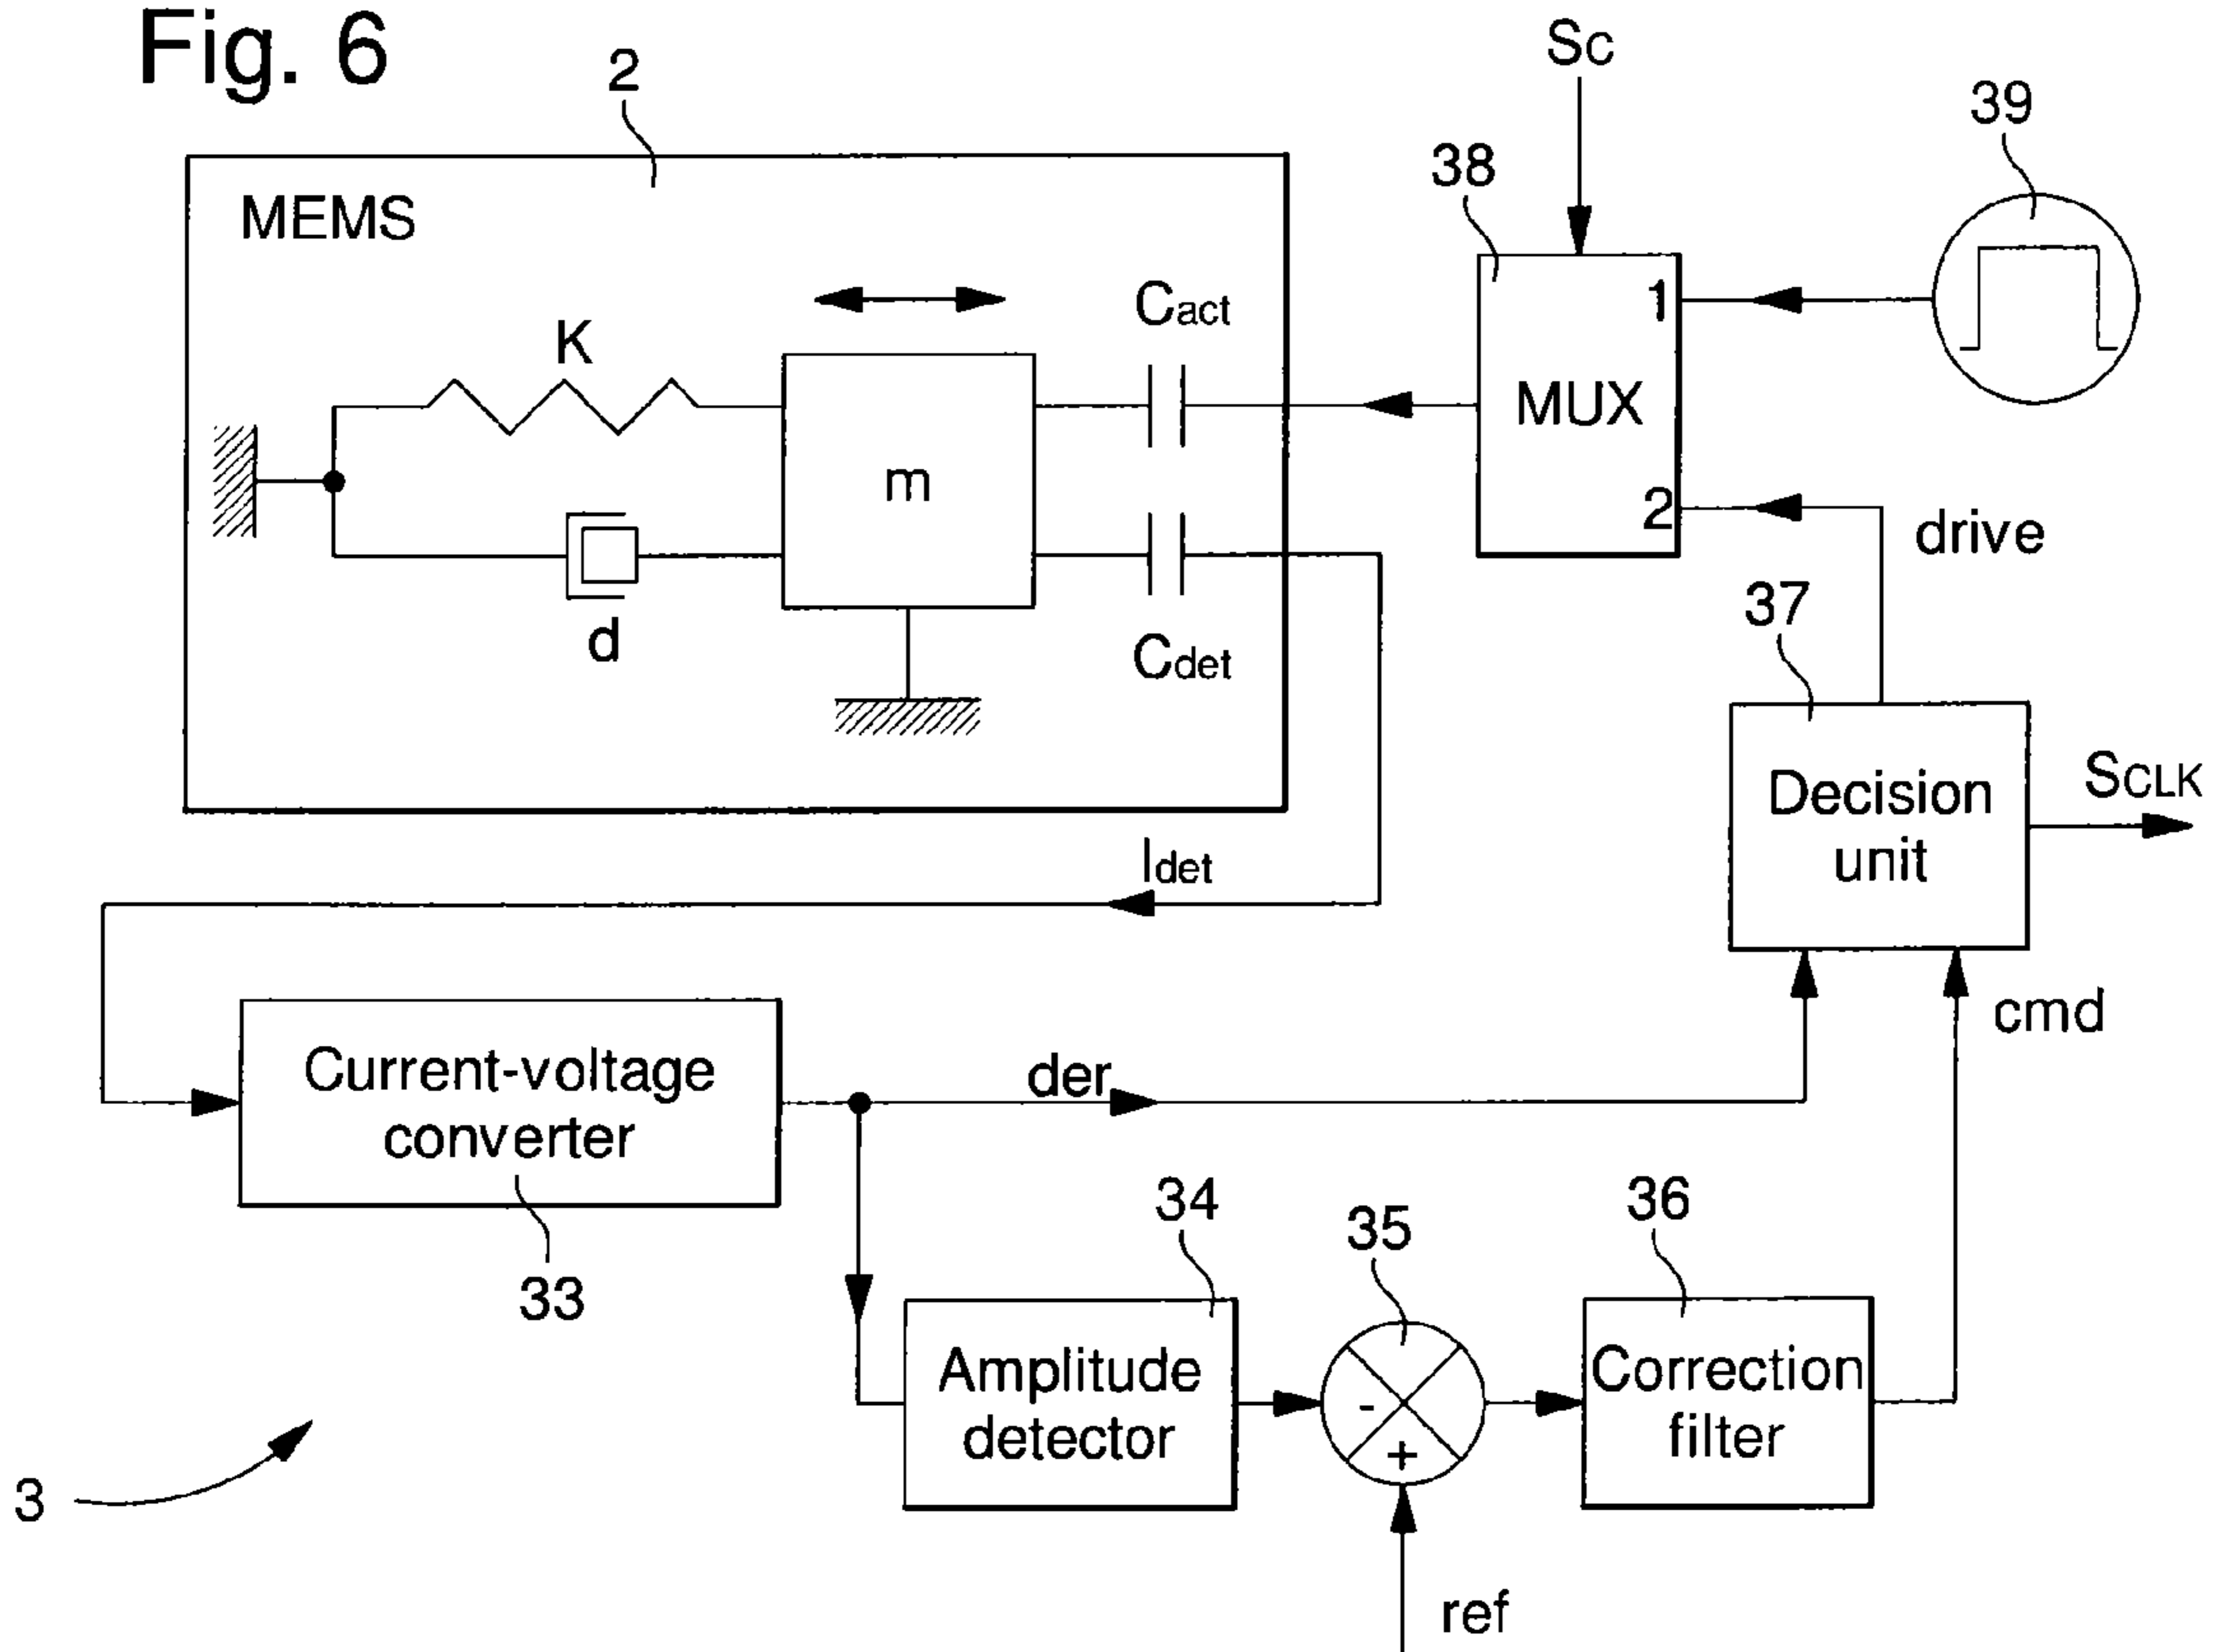 Fig. 6
2
SC
39
38
MEMS
1
Cact
K
MUX
m
2
drive
37
d
Cdet
Decision
unit
SCLK
Idet
cmd
Current-voltage
converter
der
33
34
35
36
Amplitude
detector
-
+
Correction
filter
3
ref